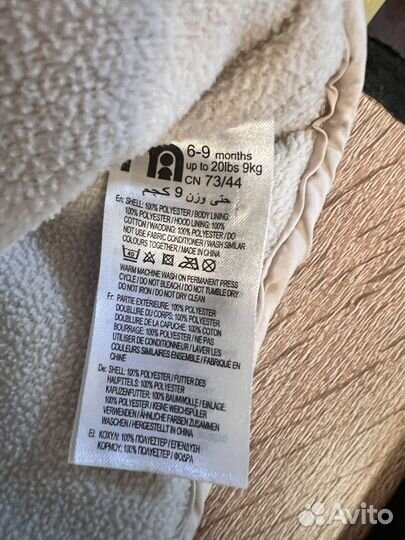 6-9 months
up to 20lbs 9kg
CN 73/44
حتى وزن 9 كجم
En: SHELL: 100% POLYESTER / BODY LINING:
100% POLYESTER / HOOD LINING: 100%
COTTON / WADDING: 100% POLYESTER / DO
NOT USE FABRIC CONDITIONER / WASH SIMILAR
COLOURS TOGETHER / MADE IN CHINA
40
WARM MACHINE WASH ON PERMANENT PRESS
CYCLE / DO NOT BLEACH / DO NOT TUMBLE DRY
DO NOT IRON / DO NOT DRY CLEAN
Fr: PARTIE EXTÉRIEURE: 100% POLYESTER
DOUBLURE DU CORPS: 100% POLYESTER
DOUBLURE DE LA CAPUCHE: 100% COTON
BOURRAGE: 100% POLYESTER / NE PAS
UTILISER DE CONDITIONNEUR / LAVER LES
COULEURS SIMILAIRES ENSEMBLE / FABRIQUÉ EN
CHINE
De: SHELL: 100% POLYESTER / FUTTER DES
HAUPTTEILS: 100% POLYESTER /
KAPUZENFUTTER: 100% BAUMWOLLE / EINLAGE:
100% POLYESTER / KEINE WEICHSPÜLER
VERWENDEN / ÄHNLICHE FARBEN ZUSAMMEN
WASCHEN / HERGESTELLT IN CHINA
El: ΚΟΧΥΛΙ: 100% ΠΟΛΥΕΣΤΕΡ / ΕΠΕΝΔΥΣΗ
ΚΟΡΜΟΥ: 100% ΠΟΛΥΕΣΤΕΡ / ΦΟΔΡΑ
Avito